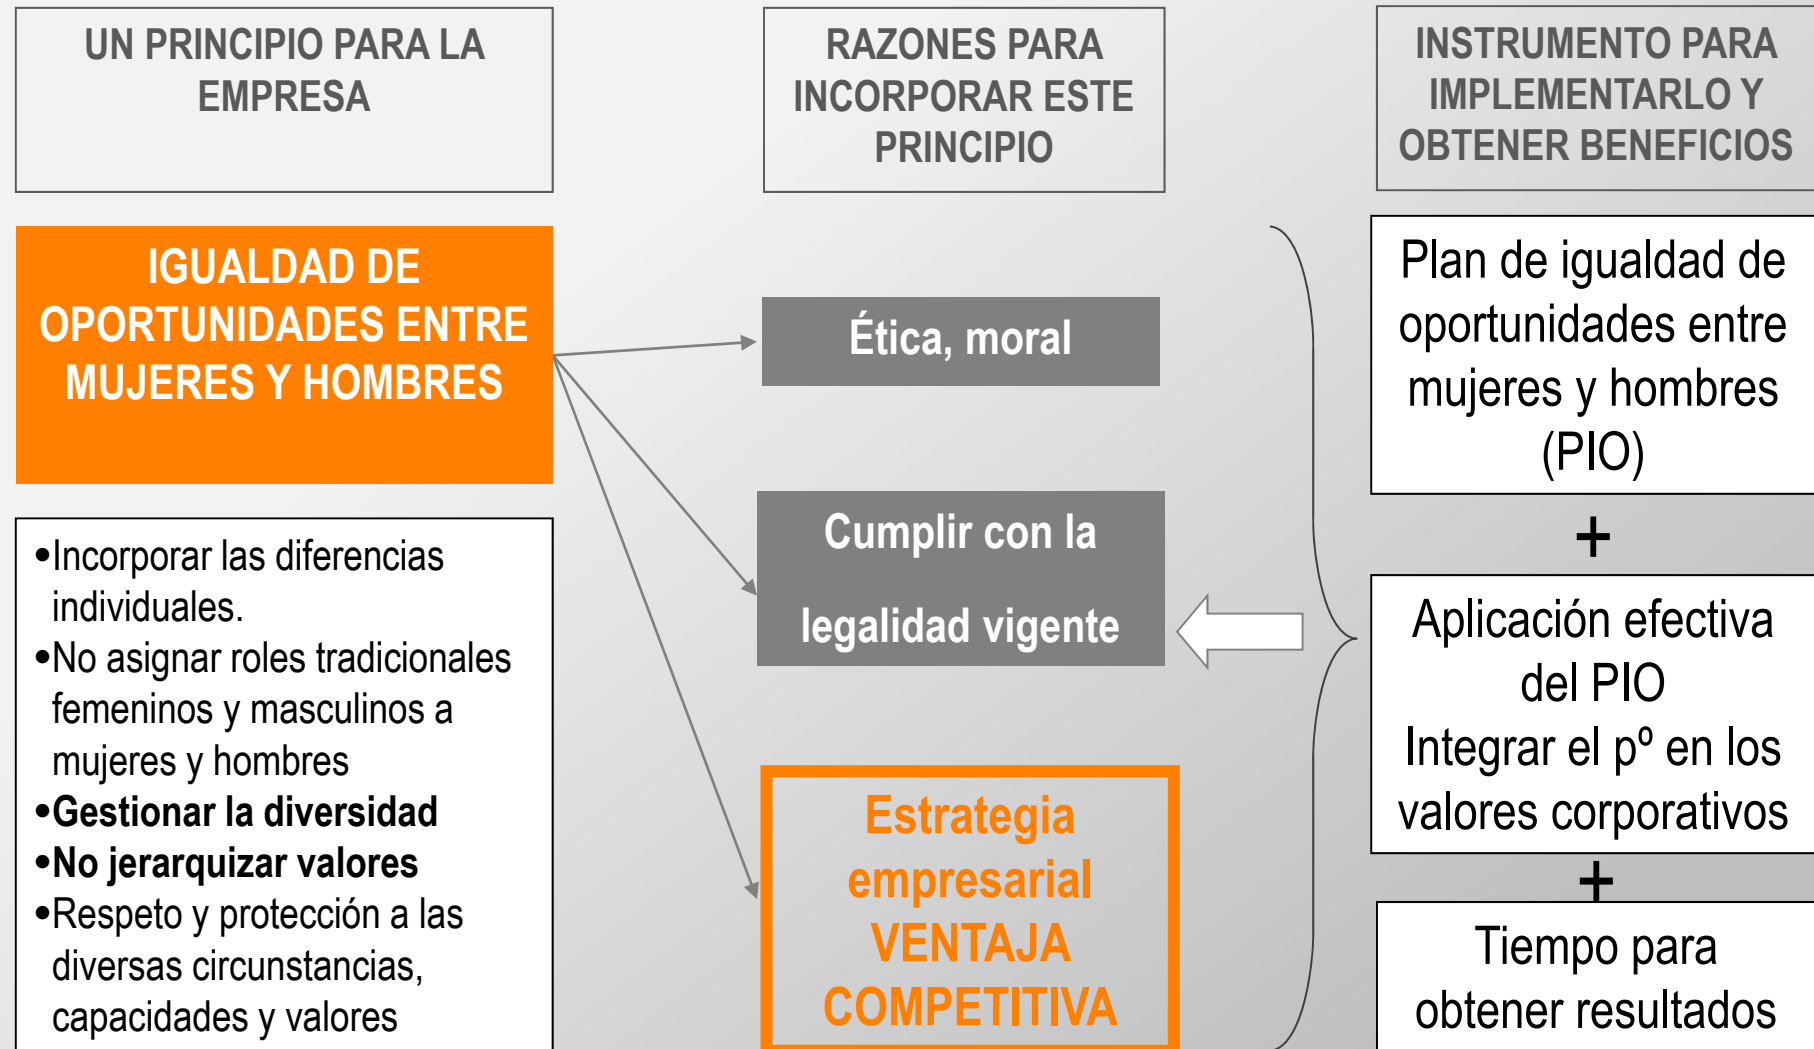 UN PRINCIPIO PARA LA
EMPRESA
RAZONES PARA
INCORPORAR ESTE
PRINCIPIO
INSTRUMENTO PARA
IMPLEMENTARLO Y
OBTENER BENEFICIOS
IGUALDAD DE
OPORTUNIDADES ENTRE
MUJERES Y HOMBRES
•Incorporar las diferencias
individuales.
•No asignar roles tradicionales
femeninos y masculinos a
mujeres y hombres
•Gestionar la diversidad
•No jerarquizar valores
•Respeto y protección a las
diversas circunstancias,
capacidades y valores
Ética, moral
Cumplir con la
legalidad vigente
Estrategia
empresarial
VENTAJA
COMPETITIVA
Plan de igualdad de
oportunidades entre
mujeres y hombres
(PIO)
+
Aplicación efectiva
del PIO
Integrar el pº en los
valores corporativos
+
Tiempo para
obtener resultados